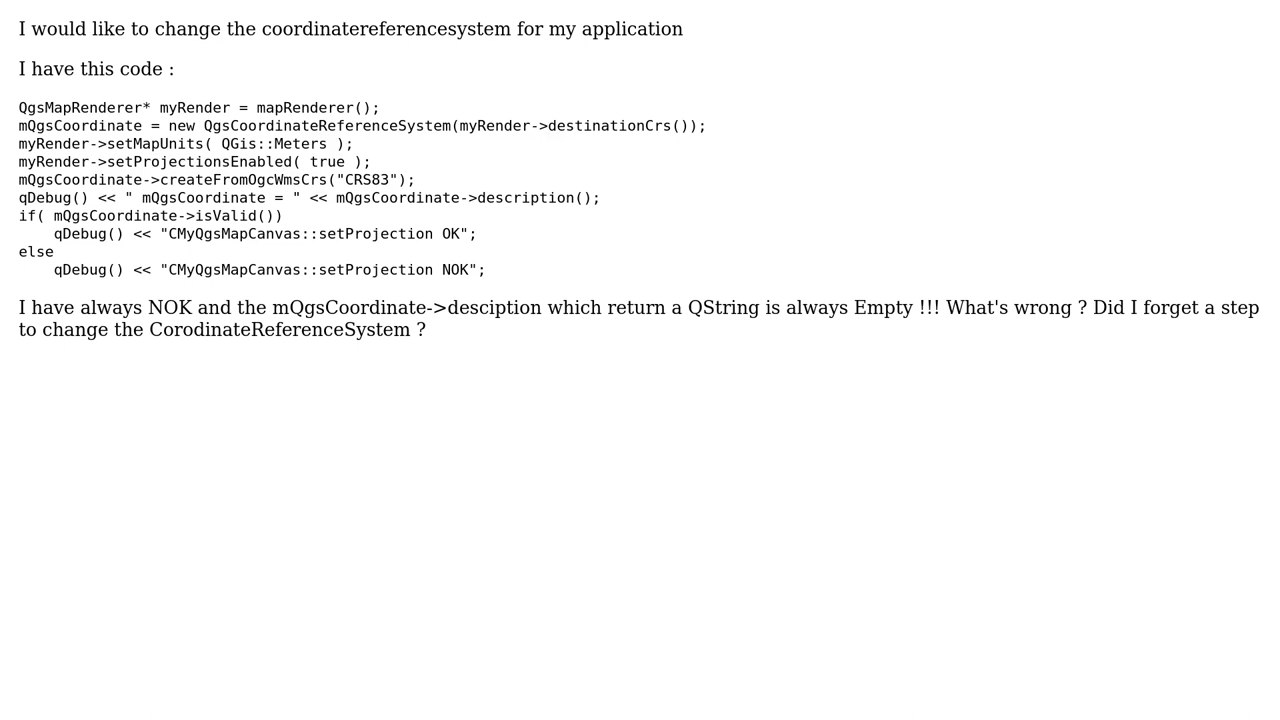 I would like to change the coordinatereferencesystem for my application
I have this code :
QgsMapRenderer* myRender = mapRenderer();
mQgsCoordinate = new QgsCoordinateReferenceSystem(myRender->destinationCrs());
myRender->setMapUnits( QGis::Meters );
myRender->setProjectionsEnabled( true );
mQgsCoordinate->createFromOgcWmsCrs("CRS83");
qDebug() << " mQgsCoordinate = " << mQgsCoordinate->description();
if( mQgsCoordinate->isValid())
    qDebug() << "CMyQgsMapCanvas::setProjection OK";
else
    qDebug() << "CMyQgsMapCanvas::setProjection NOK";
I have always NOK and the mQgsCoordinate->desciption which return a QString is always Empty !!! What's wrong ? Did I forget a step
to change the CorodinateReferenceSystem ?